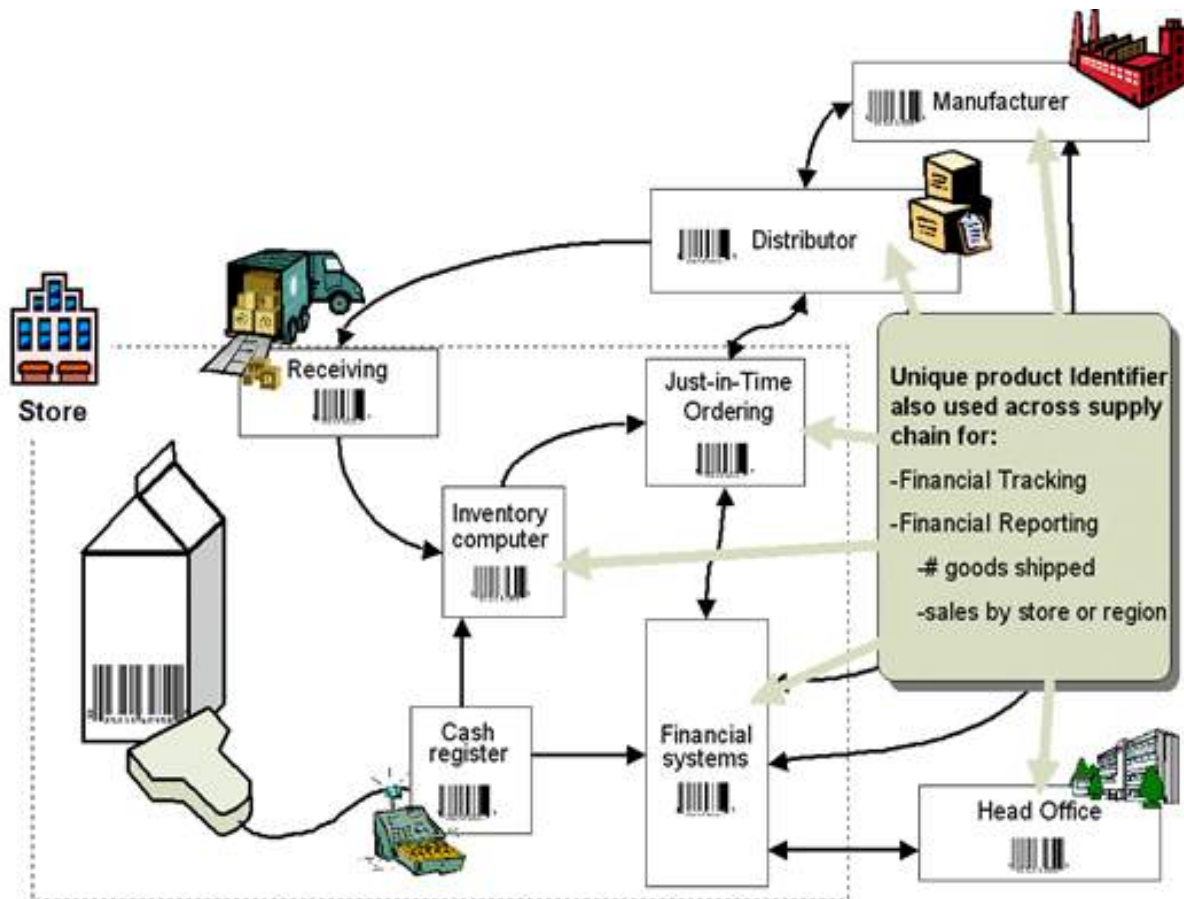 Manufacturer
Distributor
Store
Receiving
Just-in-Time
Ordering
Unique product Identifier
also used across supply
chain for:
-Financial Tracking
-Financial Reporting
-# goods shipped
-sales by store or region
Inventory
computer
Cash
register
Financial
systems
Head Office